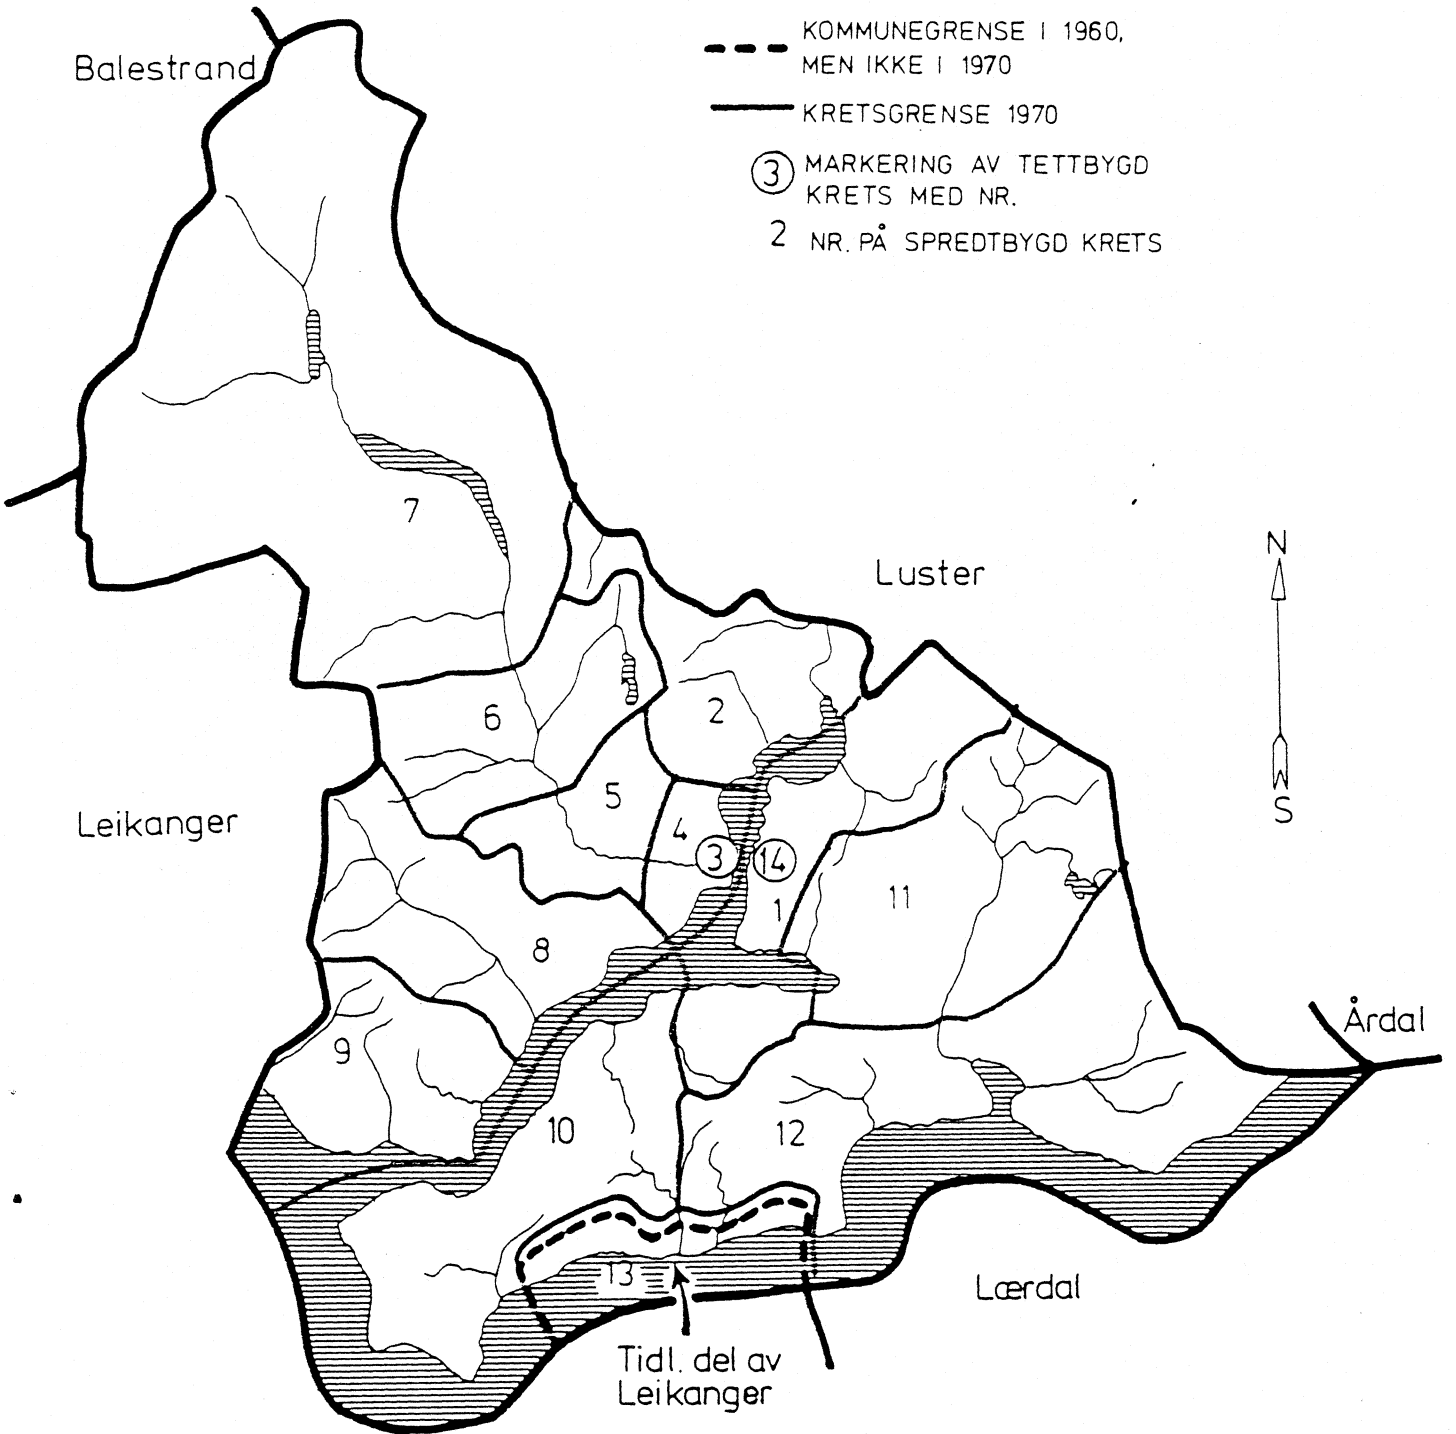 KOMMUNEGRENSE I 1960,
MEN IKKE I 1970
KRETSGRENSE 1970
3 MARKERING AV TETTBYGD
KRETS MED NR.
2 NR. PÅ SPREDTBYGD KRETS
Balestrand
7
Luster
N
S
6
2
5
4
3
14
Leikanger
1
11
8
9
Årdal
10
12
13
Lærdal
Tidl. del av
Leikanger